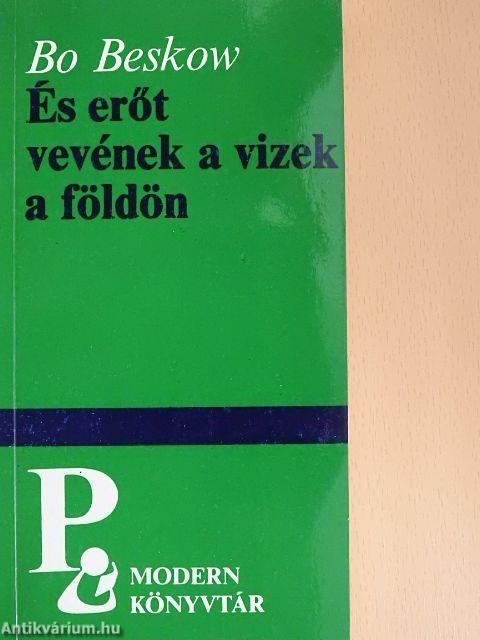 Bo Beskow
És erőt
vevének a vizek
a földön
P
MODERN
KÖNYVTÁR
Antikvárium.hu